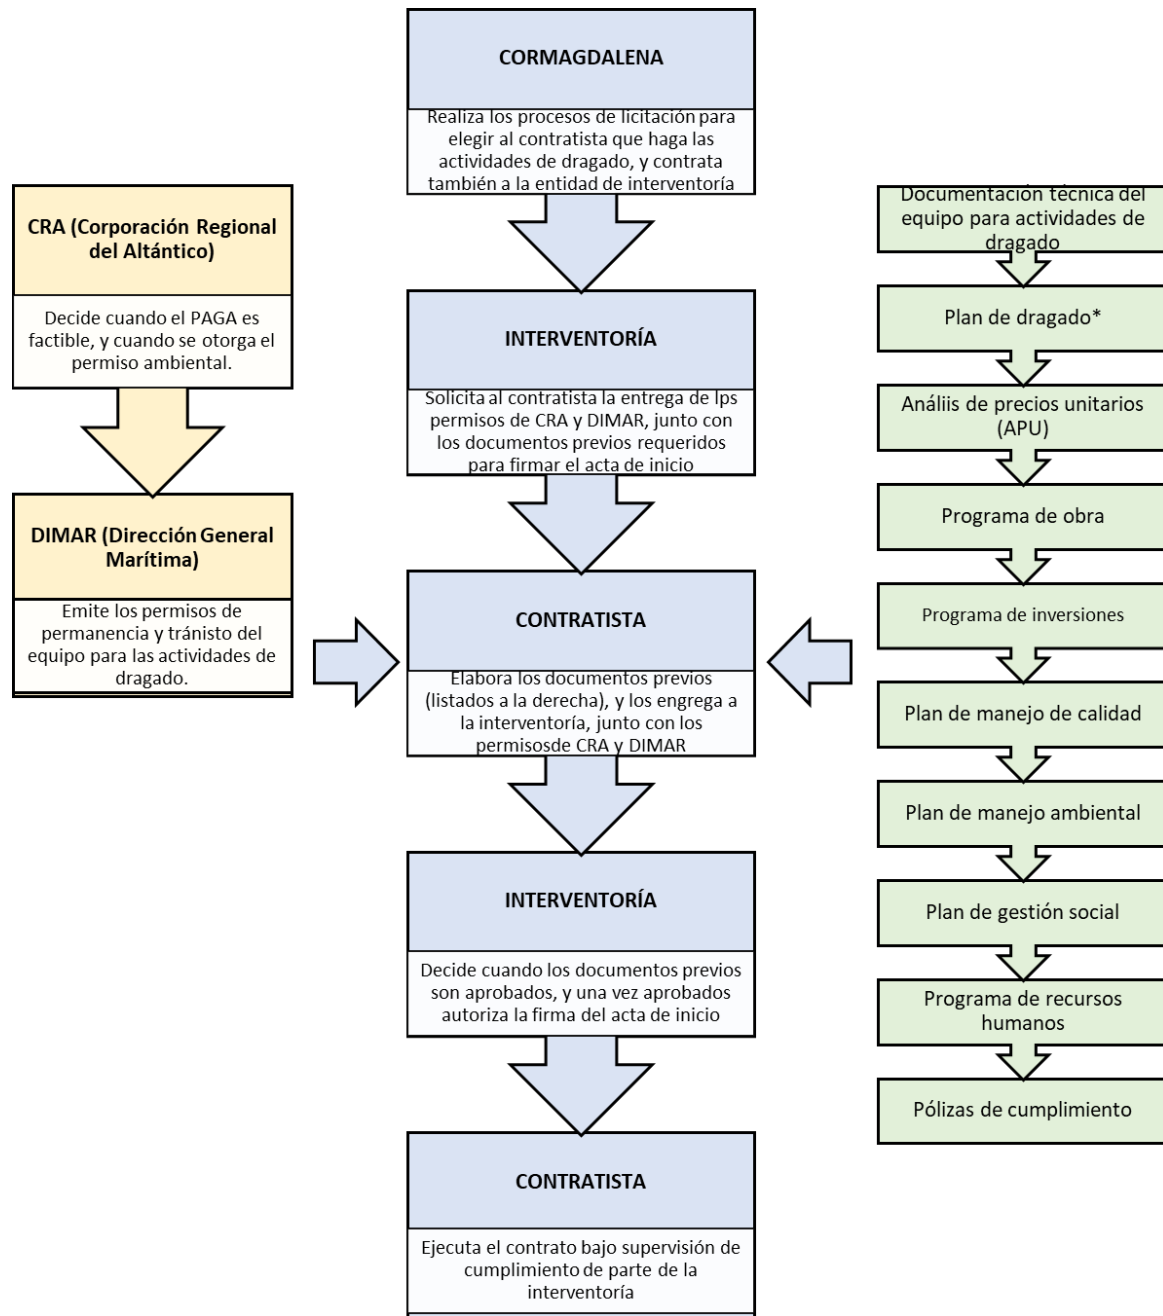 CORMAGDALENA
Realiza los procesos de licitación para
elegir al contratista que haga las
actividades de dragado, y contrata
también a la entidad de interventoría
CRA (Corporación Regional
del Altántico)
Decide cuando el PAGA es
factible, y cuando se otorga el
permiso ambiental.
DIMAR (Dirección General
Marítima)
Emite los permisos de
permanencia y tránisto del
equipo para las actividades de
dragado.
INTERVENTORÍA
Solicita al contratista la entrega de lps
permisos de CRA y DIMAR, junto con
los documentos previos requeridos
para firmar el acta de inicio
CONTRATISTA
Elabora los documentos previos
(listados a la derecha), y los engrega a
la interventoría, junto con los
permisosde CRA y DIMAR
INTERVENTORÍA
Decide cuando los documentos previos
son aprobados, y una vez aprobados
autoriza la firma del acta de inicio
CONTRATISTA
Ejecuta el contrato bajo supervisión de
cumplimiento de parte de la
interventoría
Documentación técnica del
equipo para actividades de
dragado
Plan de dragado*
Análiis de precios unitarios
(APU)
Programa de obra
Programa de inversiones
Plan de manejo de calidad
Plan de manejo ambiental
Plan de gestión social
Programa de recursos
humanos
Pólizas de cumplimiento